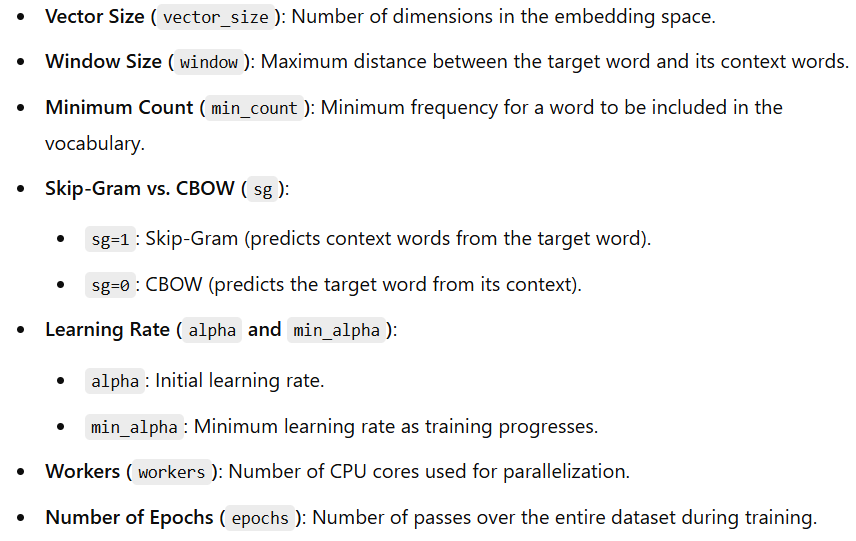 Vector Size (vector_size): Number of dimensions in the embedding space.
Window Size (window): Maximum distance between the target word and its context words.
Minimum Count (min_count): Minimum frequency for a word to be included in the
vocabulary.
Skip-Gram vs. CBOW (sg):
sg=1: Skip-Gram (predicts context words from the target word).
sg=0: CBOW (predicts the target word from its context).
Learning Rate (alpha and min_alpha):
alpha: Initial learning rate.
min_alpha: Minimum learning rate as training progresses.
Workers (workers): Number of CPU cores used for parallelization.
Number of Epochs (epochs): Number of passes over the entire dataset during training.